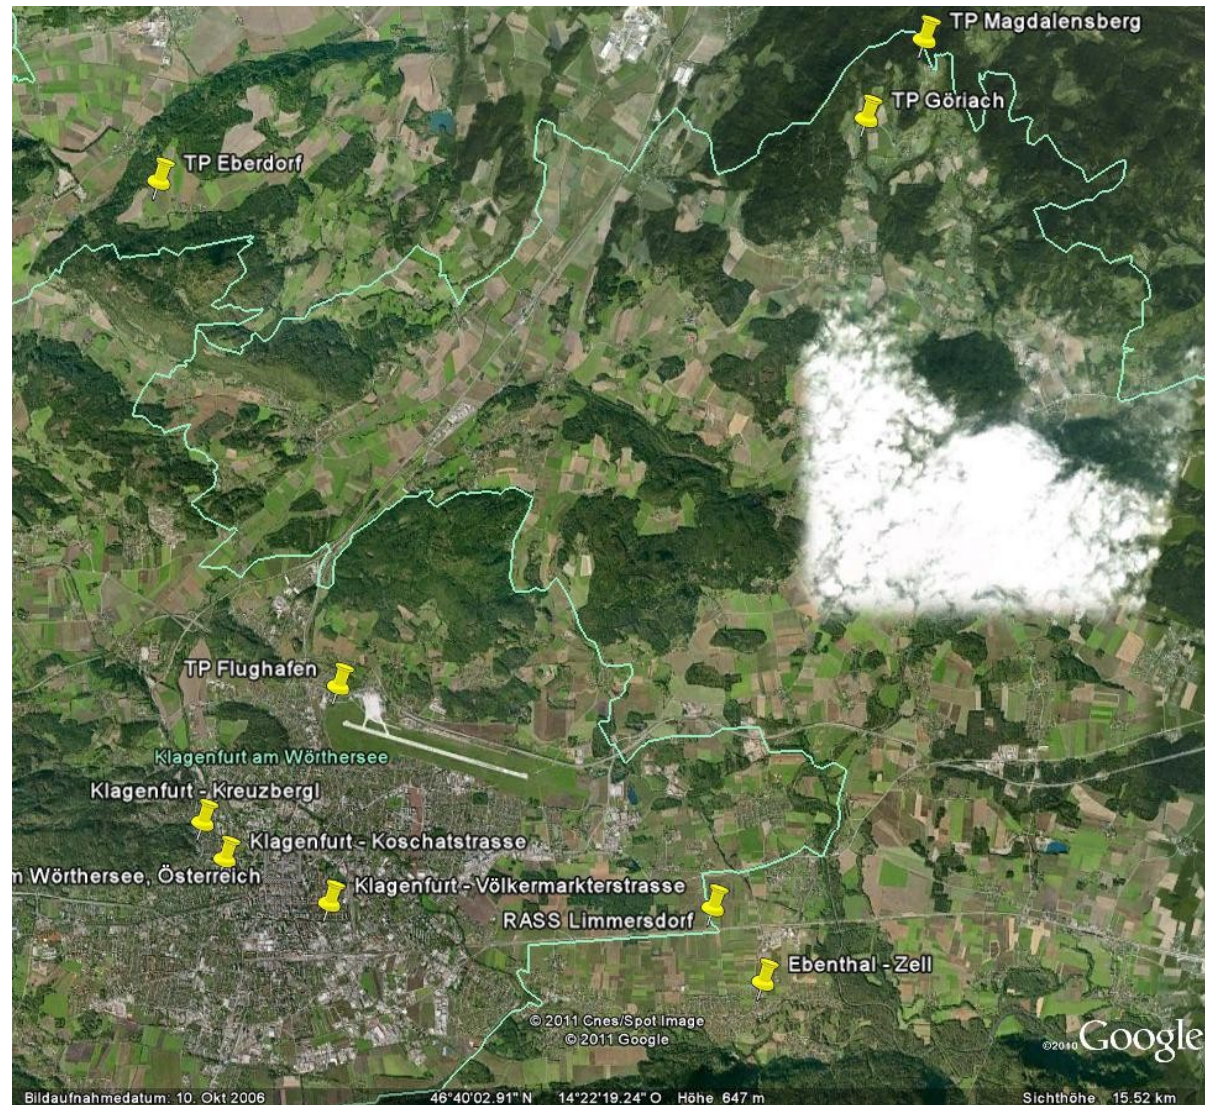 TP Magdalensberg
TP Göriach
TP Eberdorf
TP Flughafen
Klagenfurt am Wörthersee
Klagenfurt - Kreuzbergl
Klagenfurt - Koschatstrasse
m Wörthersee, Österreich
Klagenfurt - Völkermarkterstrasse
RASS Limmersdorf
Ebenthal - Zell
© 2011 Cnes/Spot Image
© 2011 Google
©2010 Google
Bildaufnahmedatum: 10. Okt 2006 46°40'02.91" N 14°22'19.24" O Höhe 647 m Sichthöhe 15.52 km